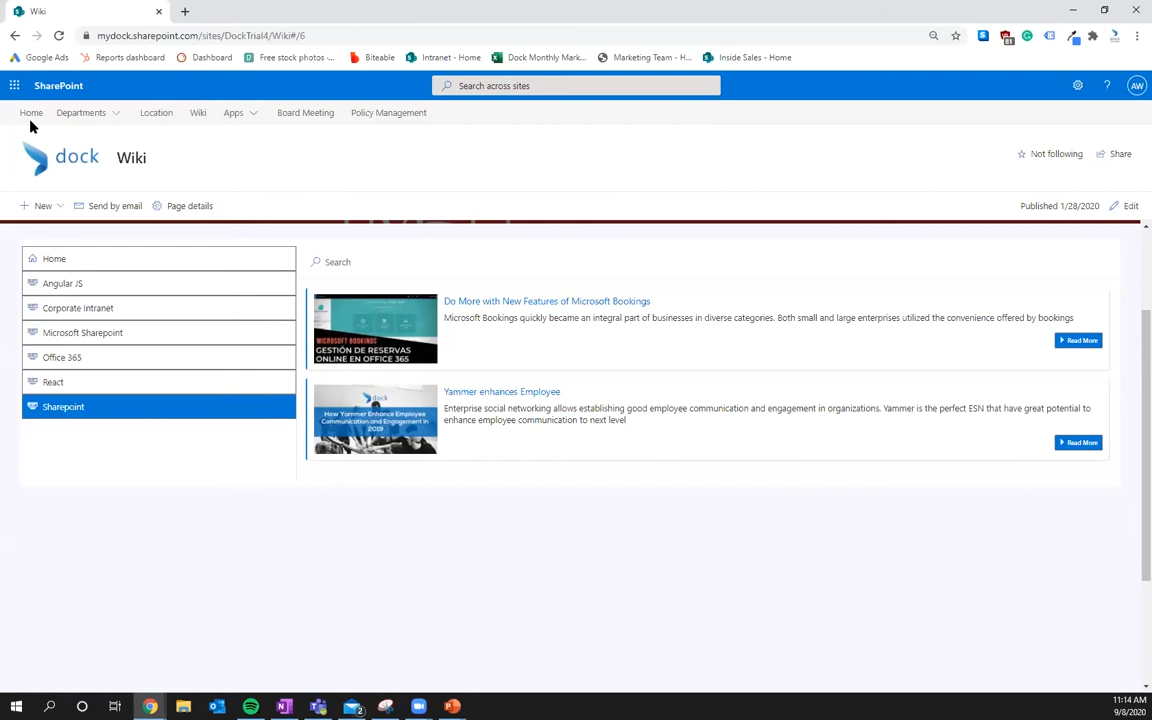 Wiki
mydock.sharepoint.com/sites/DockTrial4/Wiki#/6
Google Ads
Reports dashboard
Dashboard
Free stock photos -...
Biteable
Intranet - Home
Dock Monthly Mark...
Marketing Team - H...
Inside Sales - Home
SharePoint
Search across sites
AW
Home
Departments
Location
Wiki
Apps
Board Meeting
Policy Management
dock
Wiki
Not following
Share
New
Send by email
Page details
Published 1/28/2020
Edit
Home
Angular JS
Corporate Intranet
Microsoft Sharepoint
Office 365
React
Sharepoint
Search
MICROSOFT BOOKINGS
GESTIÓN DE RESERVAS
ONLINE EN OFFICE 365
Do More with New Features of Microsoft Bookings
Microsoft Bookings quickly became an integral part of businesses in diverse categories. Both small and large enterprises utilized the convenience offered by bookings
Read More
dock
How Yammer Enhance Employee
Communication and Engagement in
2019
Yammer enhances Employee
Enterprise social networking allows establishing good employee communication and engagement in organizations. Yammer is the perfect ESN that have great potential to
enhance employee communication to next level
Read More
11:14 AM
9/8/2020